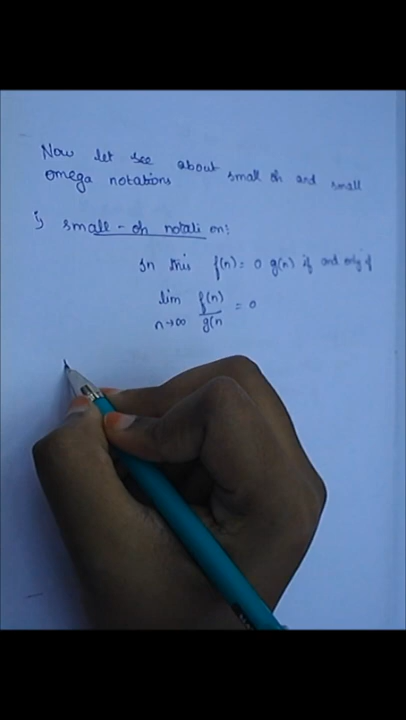 Now let see about small oh and small
omega notations
i) small-oh notation:
In this f(n) = o g(n) if and only if
lim n→∞ f(n)/g(n = 0